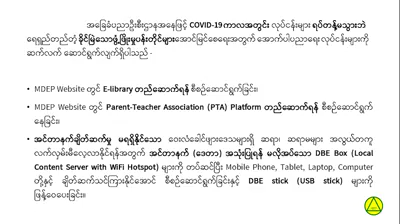 အခြေခံပညာဦးစီးဌာနအနေဖြင့် COVID-19 ကာလအတွင်း လုပ်ငန်းများ ရပ်တန့်မသွားဘဲ
ရေရှည်တည်တံ့ ခိုင်မြဲသောဖွံ့ဖြိုးမှုပန်းတိုင်များအောင်မြင်စေရေးအတွက် အောက်ပါပညာရေး လုပ်ငန်းများကို
ဆက်လက် ဆောင်ရွက်လျက်ရှိပါသည် -
• MDEP Website တွင် E-library တည်ဆောက်ရန် စီစဉ်ဆောင်ရွက်ခြင်း၊
• MDEP Website တွင် Parent-Teacher Association (PTA) Platform တည်ဆောက်ရန် စီစဉ်ဆောင်ရွက်
နေခြင်း၊
• အင်တာနက်ချိတ်ဆက်မှု မရရှိနိုင်သော ဝေးလံခေါင်ဖျားဒေသများရှိ ဆရာ၊ ဆရာမများ အလွယ်တကူ
လက်လှမ်းမီလေ့လာနိုင်ရန်အတွက် အင်တာနက် (ဒေတာ) အသုံးပြုရန် မလိုအပ်သော DBE Box (Local
Content Server with WiFi Hotspot) များကို တပ်ဆင်ပြီး Mobile Phone, Tablet, Laptop, Computer
တို့နှင့် ချိတ်ဆက်သင်ကြားနိုင်အောင် စီစဉ်ဆောင်ရွက်ခြင်းနှင့် DBE stick (USB stick) များကို
ဖြန့်ဝေပေးခြင်း၊